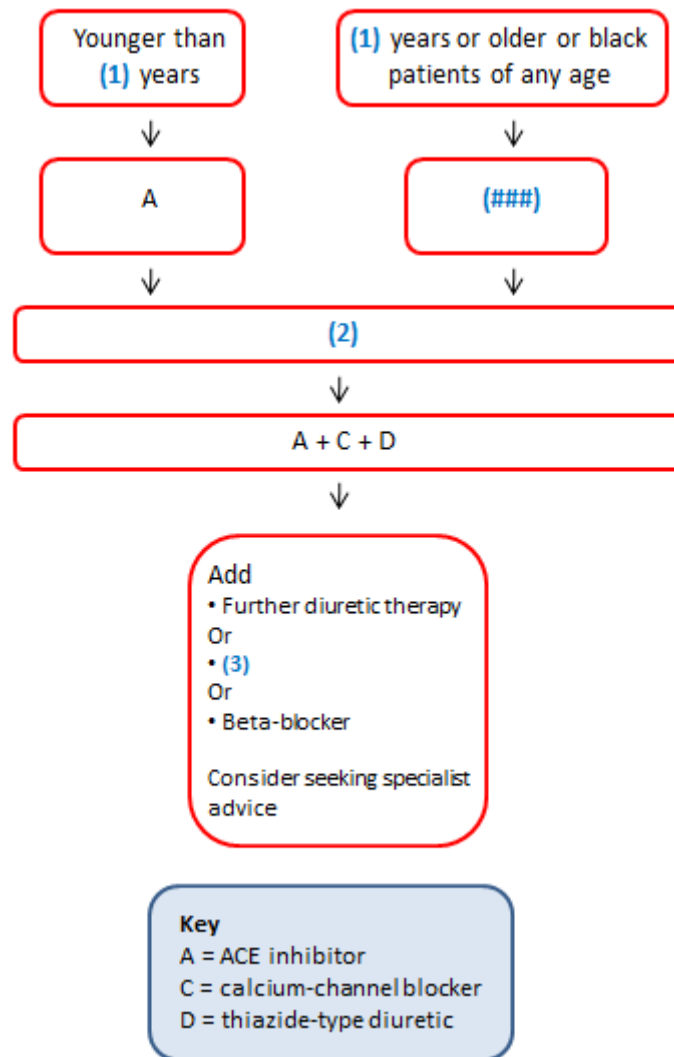 Younger than
(1) years
(1) years or older or black
patients of any age
A
(###)
(2)
A + C + D
Add
• Further diuretic therapy
Or
• (3)
Or
• Beta-blocker
Consider seeking specialist
advice
Key
A = ACE inhibitor
C = calcium-channel blocker
D = thiazide-type diuretic